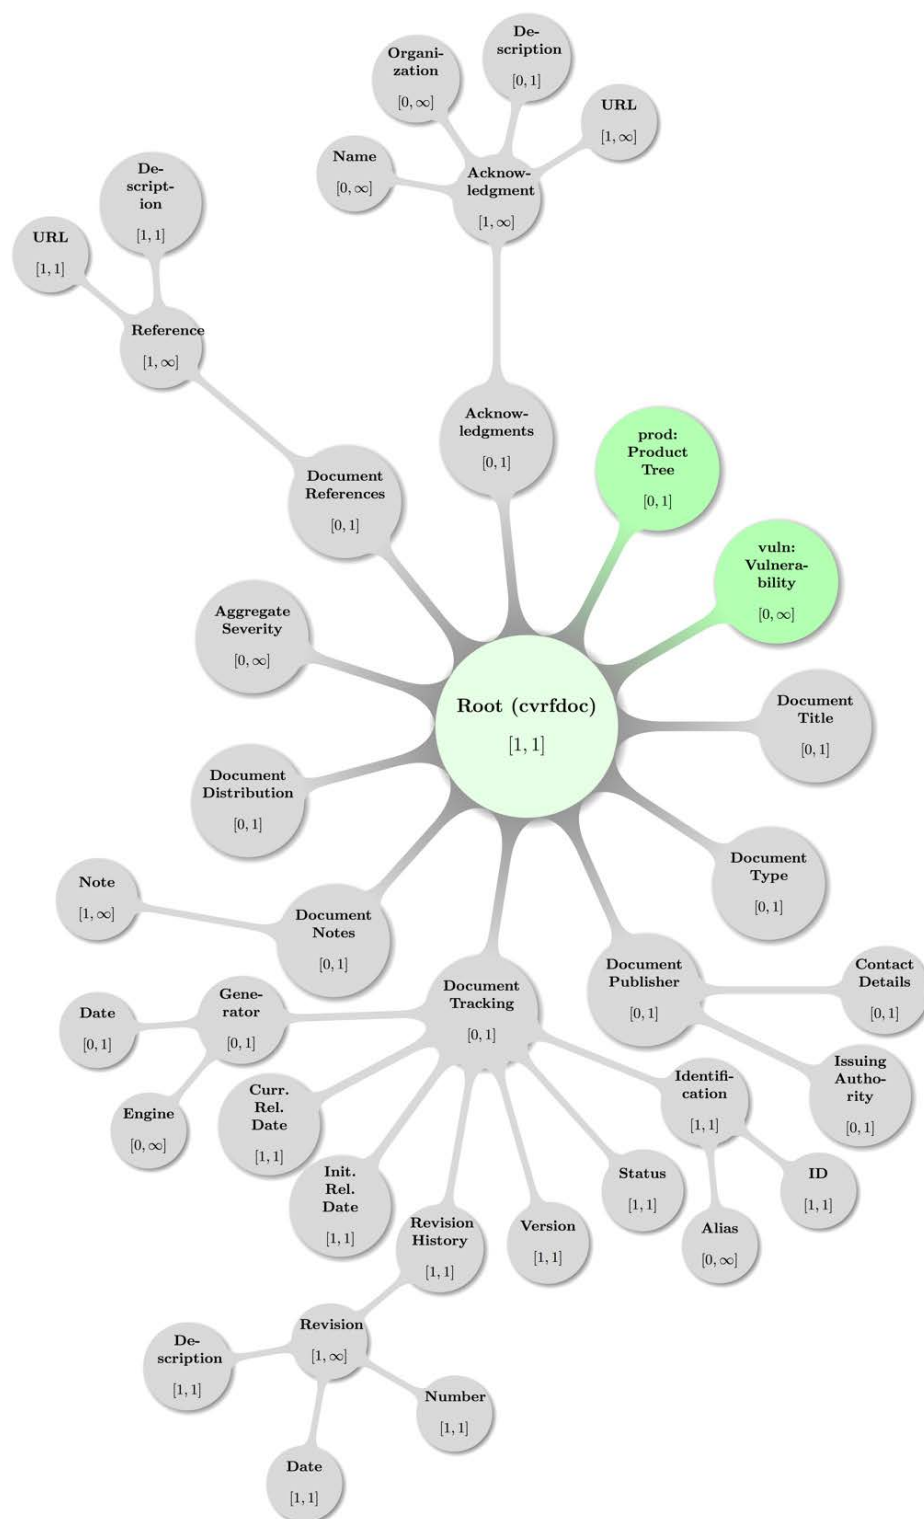 De-
scription
[0, 1]
Organi-
zation
[0, ∞]
URL
[1, ∞]
Name
[0, ∞]
Acknow-
ledgment
[1, ∞]
De-
script-
ion
[1, 1]
URL
[1, 1]
Reference
[1, ∞]
Acknow-
ledgments
[0, 1]
prod:
Product
Tree
[0, 1]
Document
References
[0, 1]
vuln:
Vulnera-
bility
[0, ∞]
Aggregate
Severity
[0, ∞]
Root (cvrfdoc)
[1, 1]
Document
Title
[0, 1]
Document
Distribution
[0, 1]
Document
Type
[0, 1]
Note
[1, ∞]
Document
Notes
[0, 1]
Document
Tracking
[0, 1]
Document
Publisher
[0, 1]
Contact
Details
[0, 1]
Gene-
rator
[0, 1]
Date
[0, 1]
Issuing
Autho-
rity
[0, 1]
Engine
[0, ∞]
Curr.
Rel.
Date
[1, 1]
Identifi-
cation
[1, 1]
Init.
Rel.
Date
[1, 1]
Status
[1, 1]
ID
[1, 1]
Revision
History
[1, 1]
Version
[1, 1]
Alias
[0, ∞]
Revision
[1, ∞]
De-
scription
[1, 1]
Number
[1, 1]
Date
[1, 1]